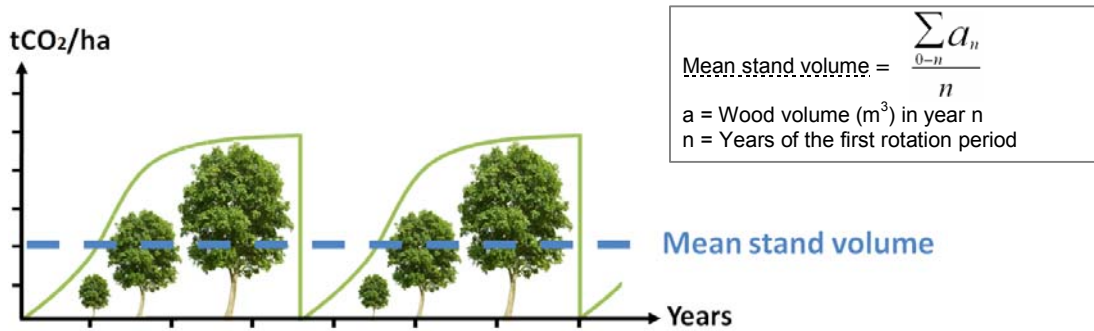 tCO₂/ha
Mean stand volume = ∑ aₙ
0−n
n
a = Wood volume (m³) in year n
n = Years of the first rotation period
Mean stand volume
Years